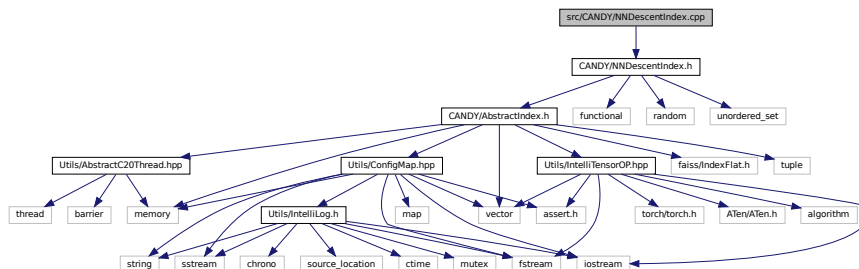 src/CANDY/NNDescentIndex.cpp
CANDY/NNDescentIndex.h
CANDY/AbstractIndex.h
functional
random
unordered_set
Utils/AbstractC20Thread.hpp
Utils/ConfigMap.hpp
Utils/IntelliTensorOP.hpp
faiss/IndexFlat.h
tuple
thread
barrier
memory
Utils/IntelliLog.h
map
vector
assert.h
torch/torch.h
ATen/ATen.h
algorithm
string
sstream
chrono
source_location
ctime
mutex
fstream
iostream